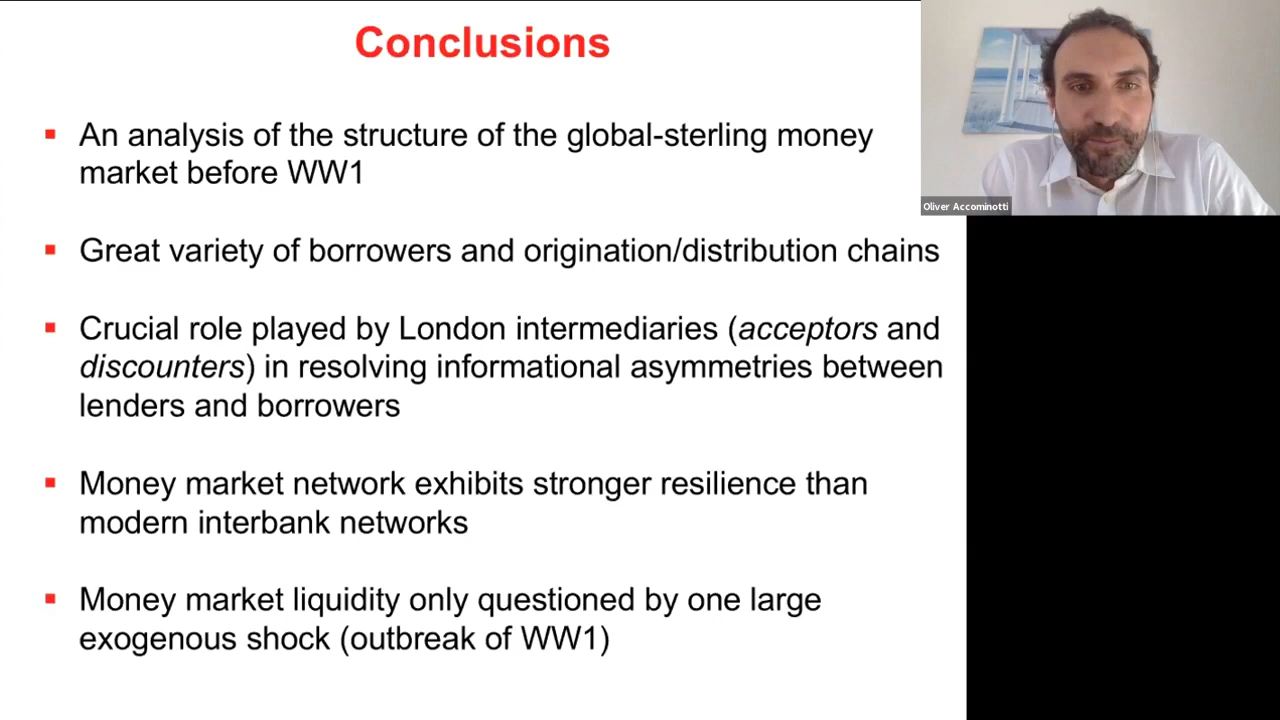 Conclusions
An analysis of the structure of the global-sterling money
market before WW1
Great variety of borrowers and origination/distribution chains
Crucial role played by London intermediaries (acceptors and
discounters) in resolving informational asymmetries between
lenders and borrowers
Money market network exhibits stronger resilience than
modern interbank networks
Money market liquidity only questioned by one large
exogenous shock (outbreak of WW1)
Oliver Accominotti